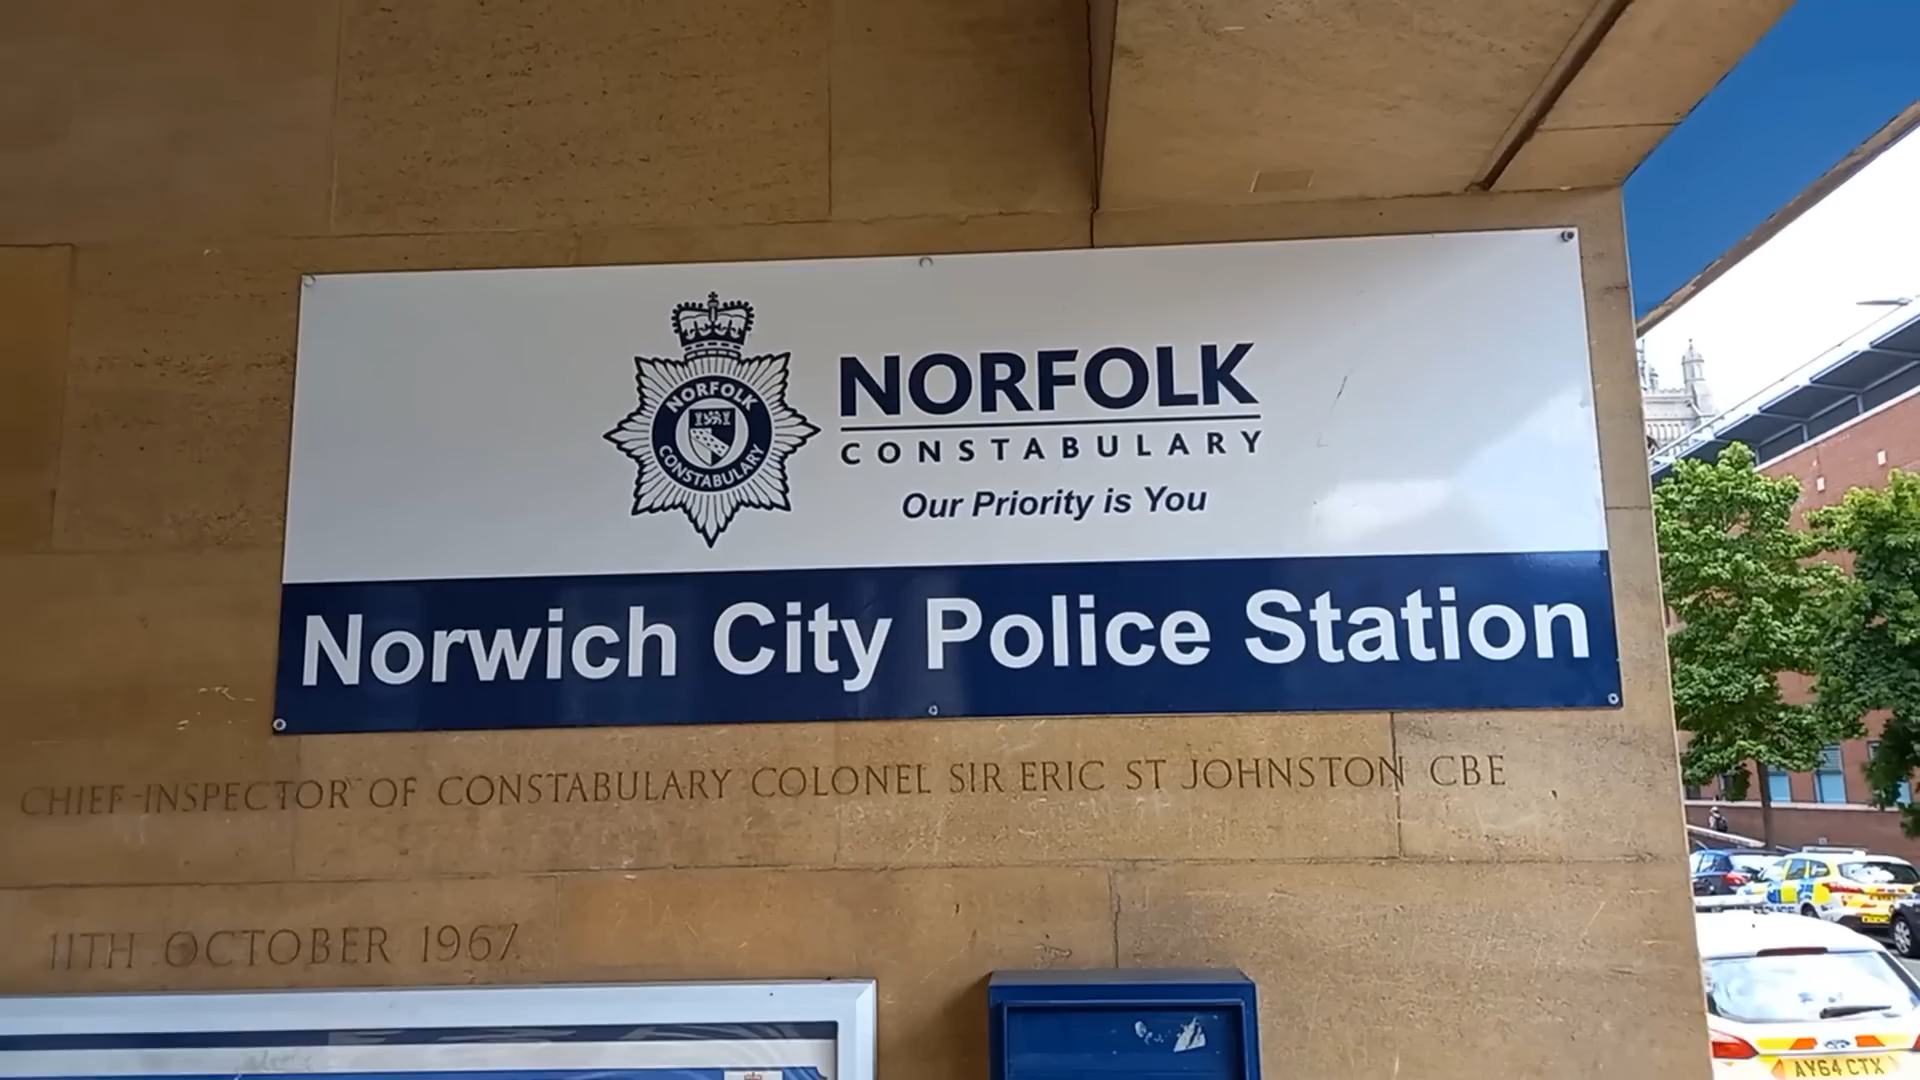 NORFOLK
CONSTABULARY
NORFOLK
CONSTABULARY
Our Priority is You
Norwich City Police Station
CHIEF-INSPECTOR OF CONSTABULARY COLONEL SIR ERIC ST JOHNSTON CBE
11TH OCTOBER 1967
AY64 CTX